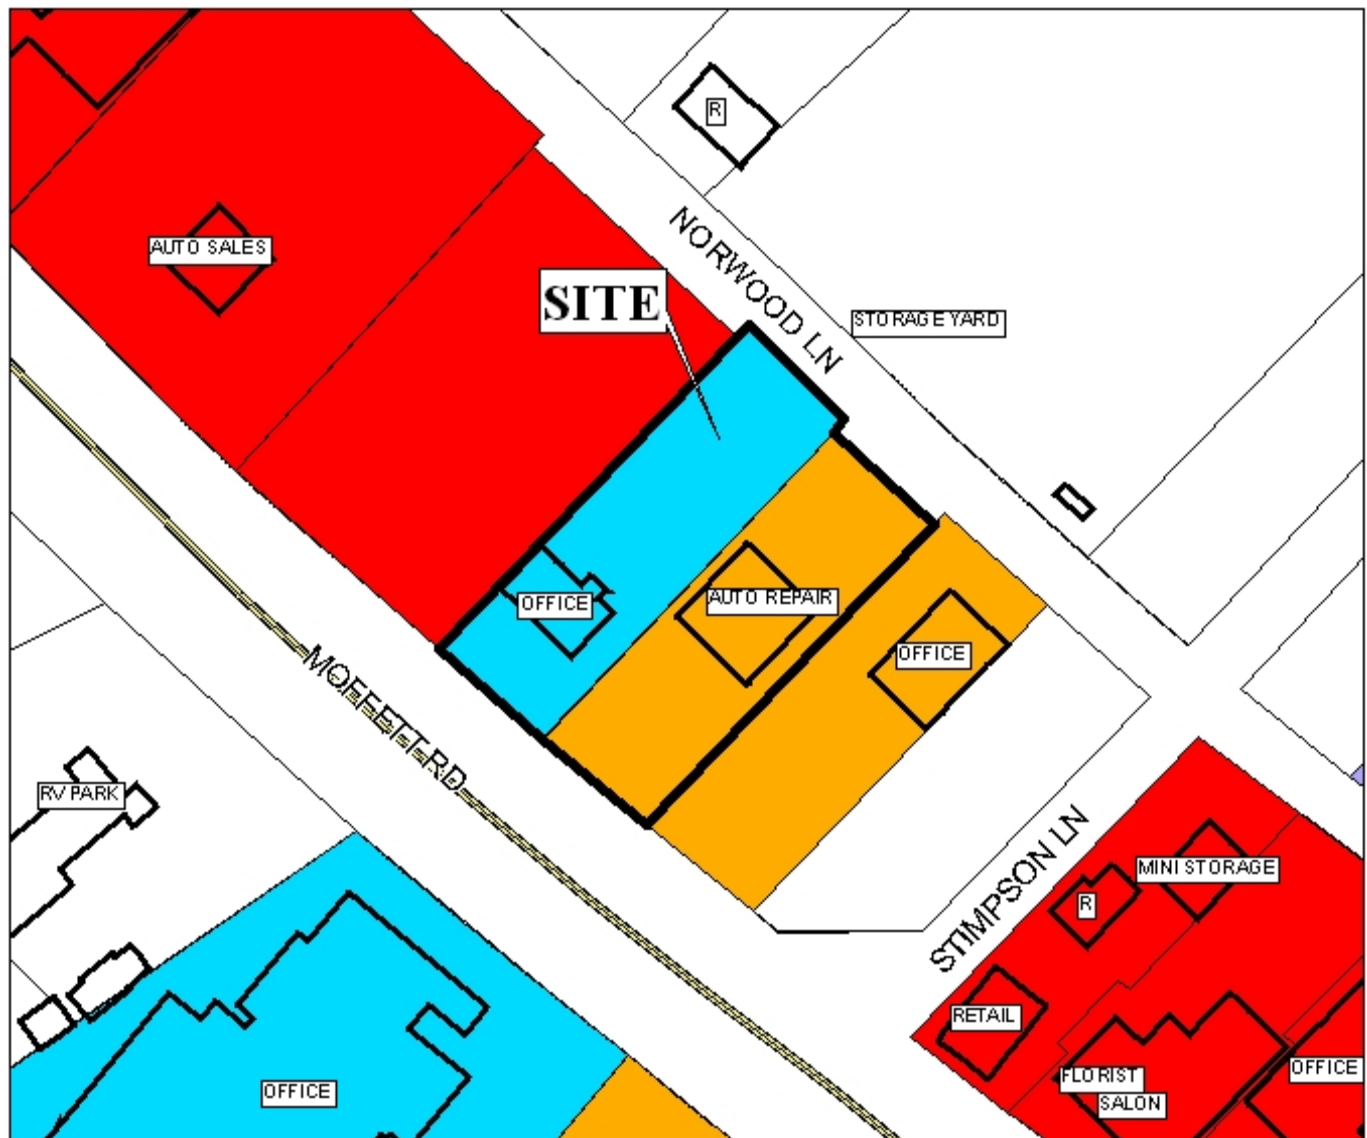 R
NORWOOD LN
AUTO SALES
SITE
STORAGE YARD
OFFICE
AUTO REPAIR
OFFICE
MOFFETT RD
RV PARK
STIMPSON LN
MINI STORAGE
R
RETAIL
OFFICE
FLORIST
OFFICE
SALON